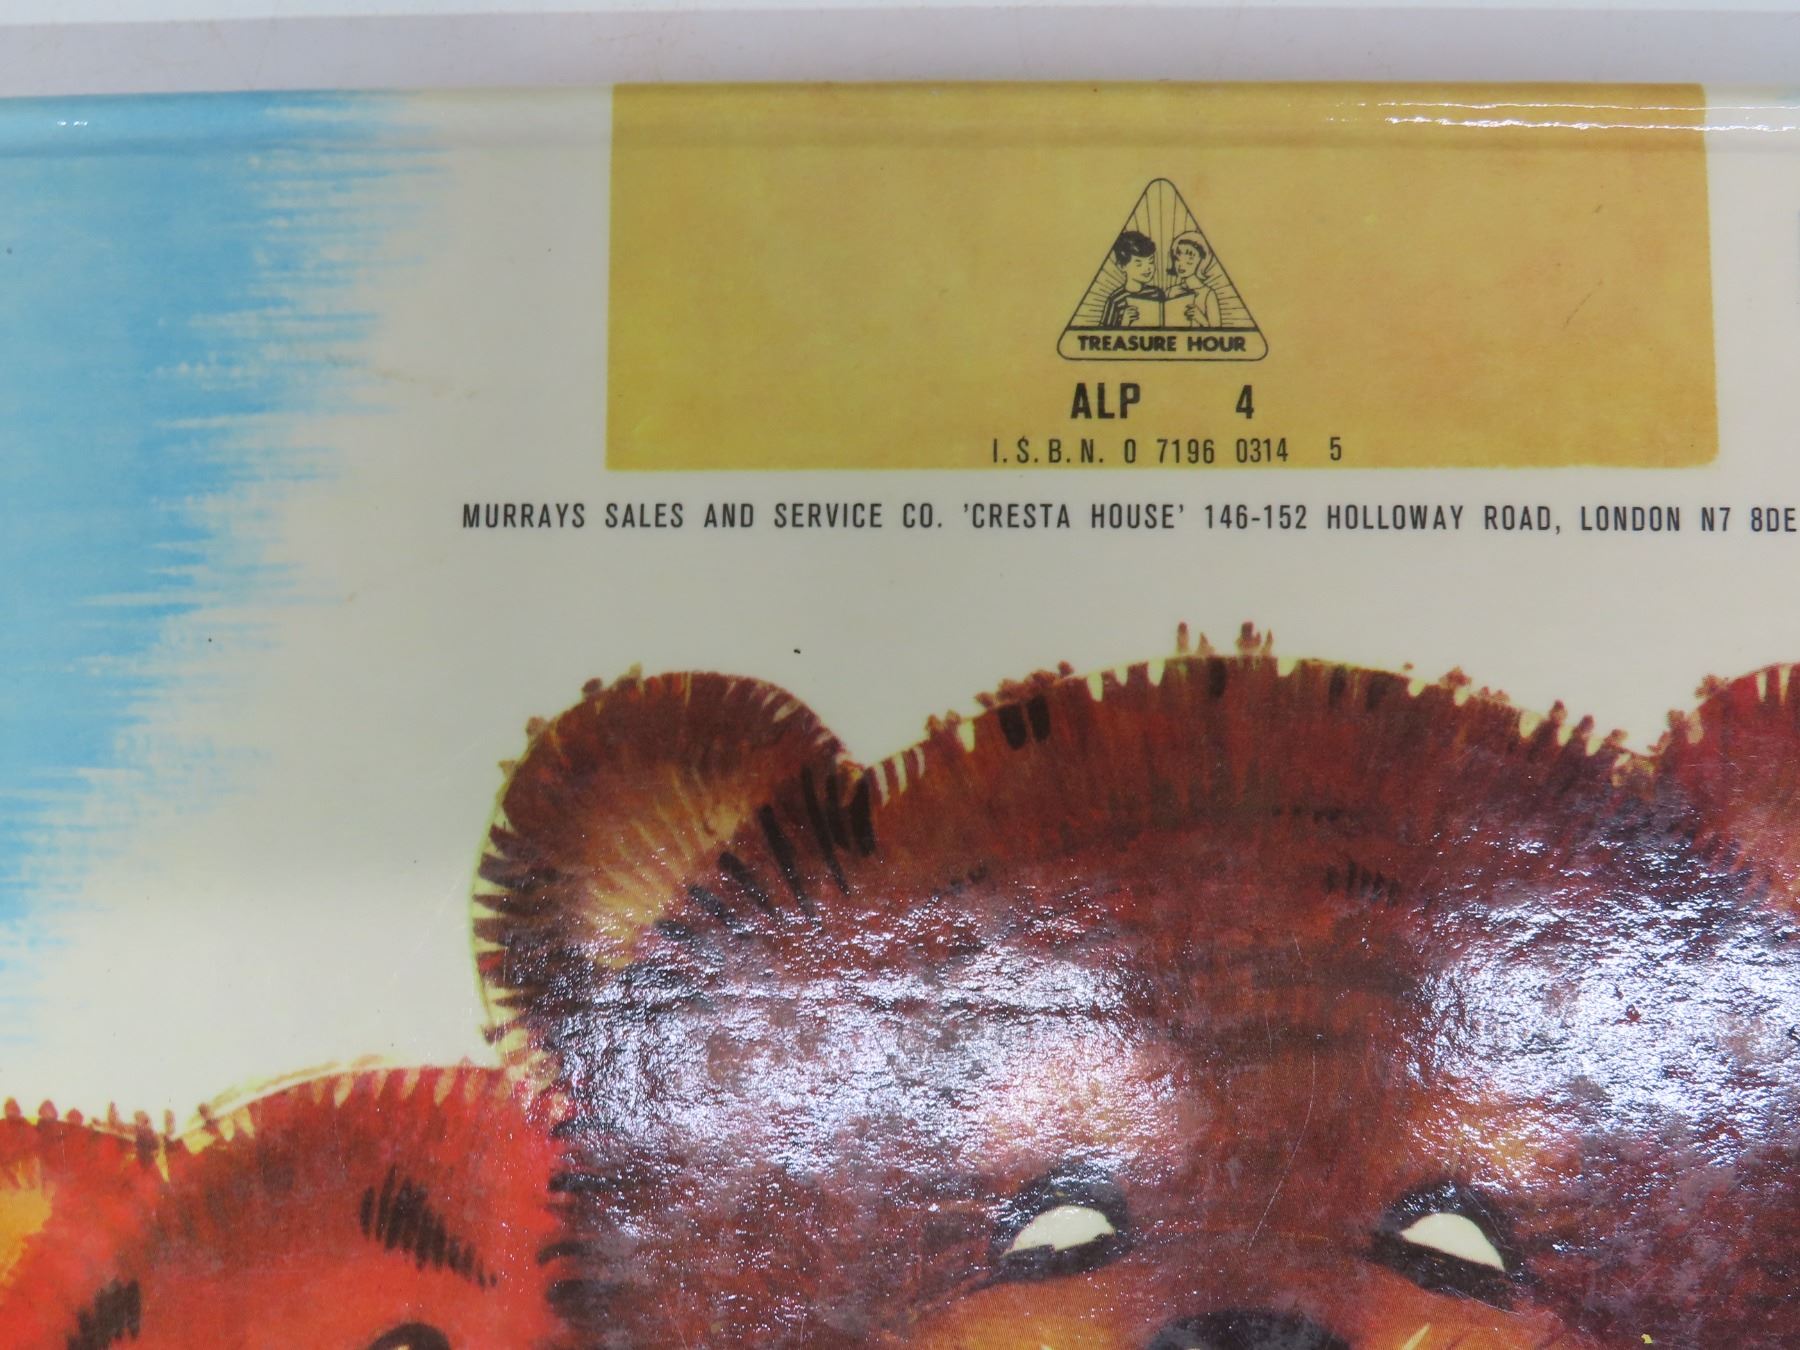 TREASURE HOUR
ALP 4
I.S.B.N. 0 7196 0314 5
MURRAYS SALES AND SERVICE CO. 'CRESTA HOUSE' 146-152 HOLLOWAY ROAD, LONDON N7 8DE